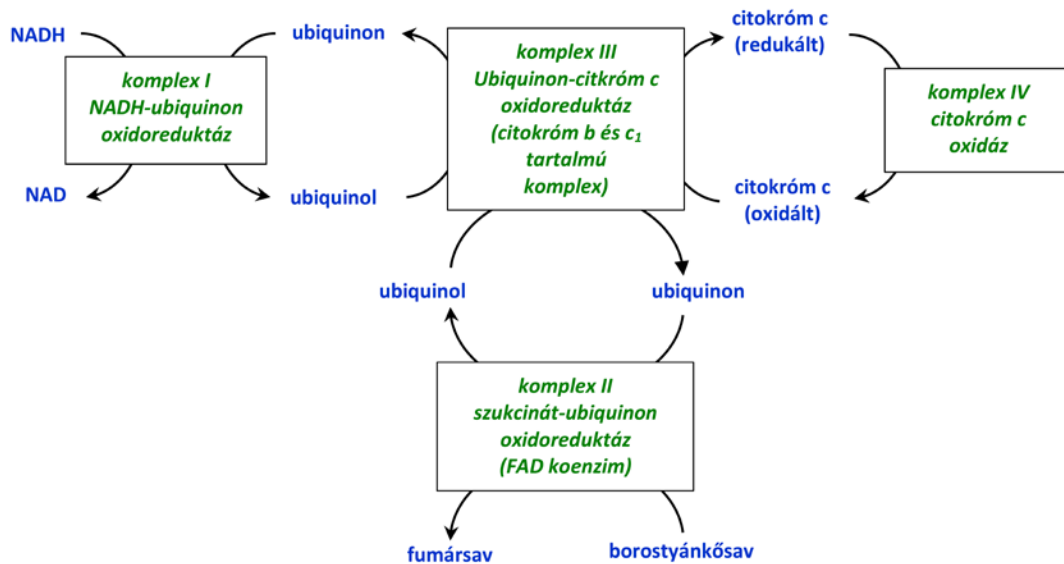 NADH
ubiquinon
komplex I
NADH-ubiquinon
oxidoreduktáz
NAD
ubiquinol
komplex III
Ubiquinon-citkróm c
oxidoreduktáz
(citokróm b és c₁
tartalmú
komplex)
citokróm c
(redukált)
komplex IV
citokróm c
oxidáz
citokróm c
(oxidált)
ubiquinol
ubiquinon
komplex II
szukcinát-ubiquinon
oxidoreduktáz
(FAD koenzim)
fumársav
borostyánkősav